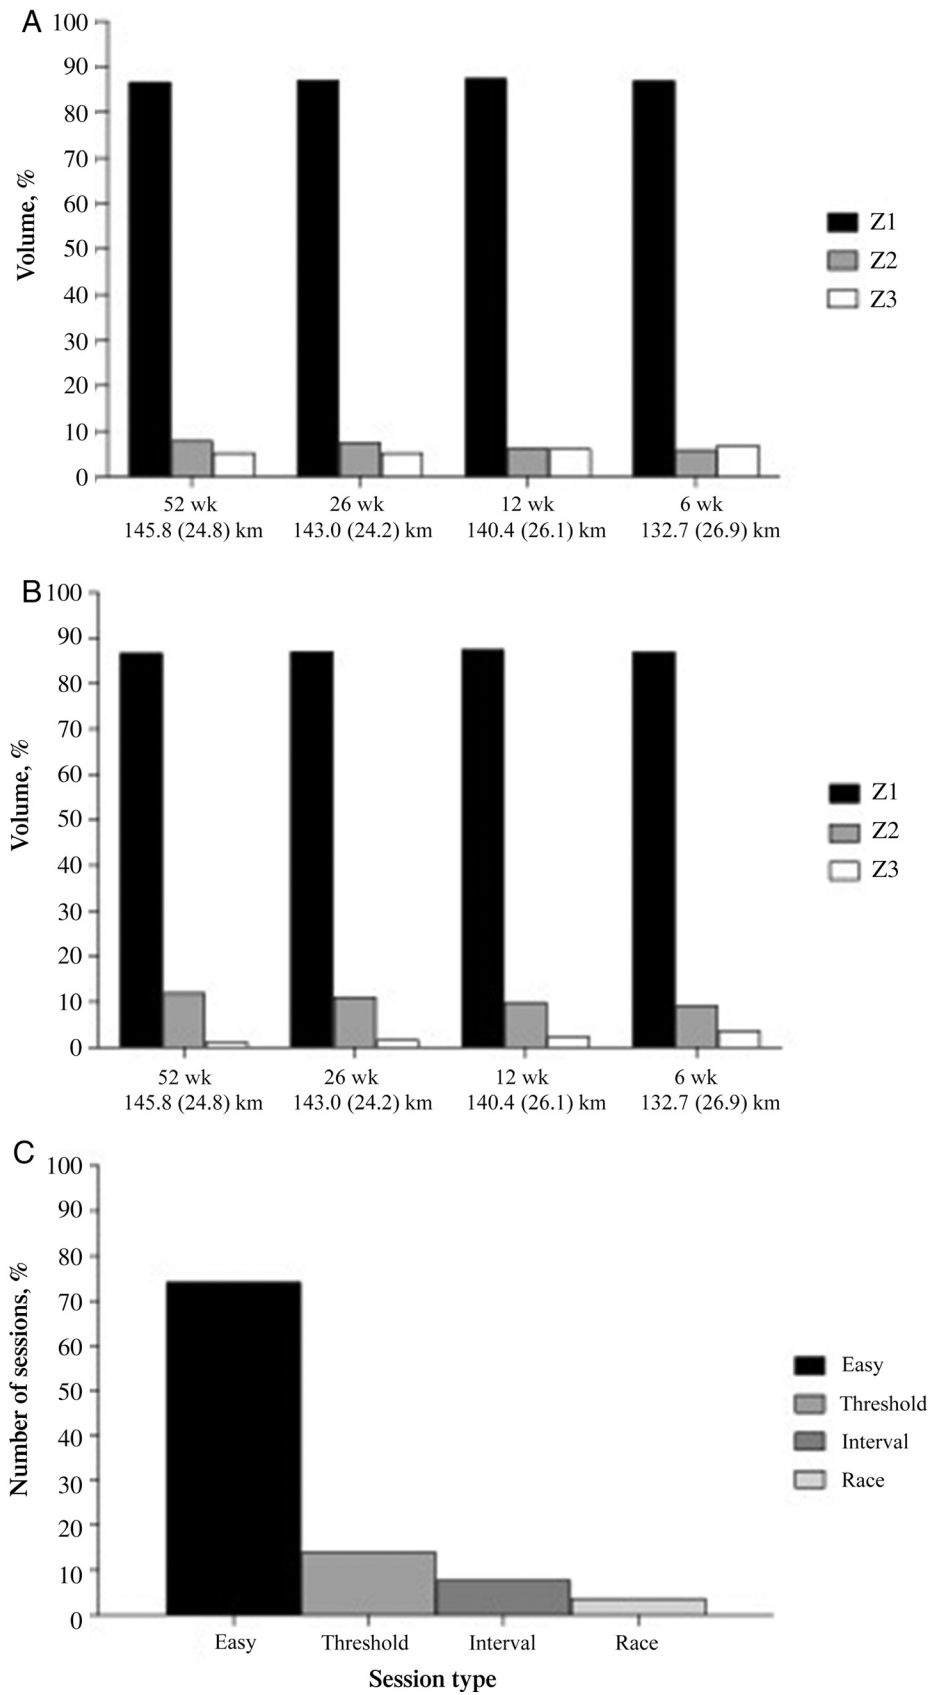 A
100
90
80
70
60
50
40
30
20
10
0
Volume, %
Z1
Z2
Z3
52 wk 26 wk 12 wk 6 wk
145.8 (24.8) km 143.0 (24.2) km 140.4 (26.1) km 132.7 (26.9) km
B
100
90
80
70
60
50
40
30
20
10
0
Volume, %
Z1
Z2
Z3
52 wk 26 wk 12 wk 6 wk
145.8 (24.8) km 143.0 (24.2) km 140.4 (26.1) km 132.7 (26.9) km
C
100
90
80
70
60
50
40
30
20
10
0
Number of sessions, %
Easy
Threshold
Interval
Race
Easy Threshold Interval Race
Session type